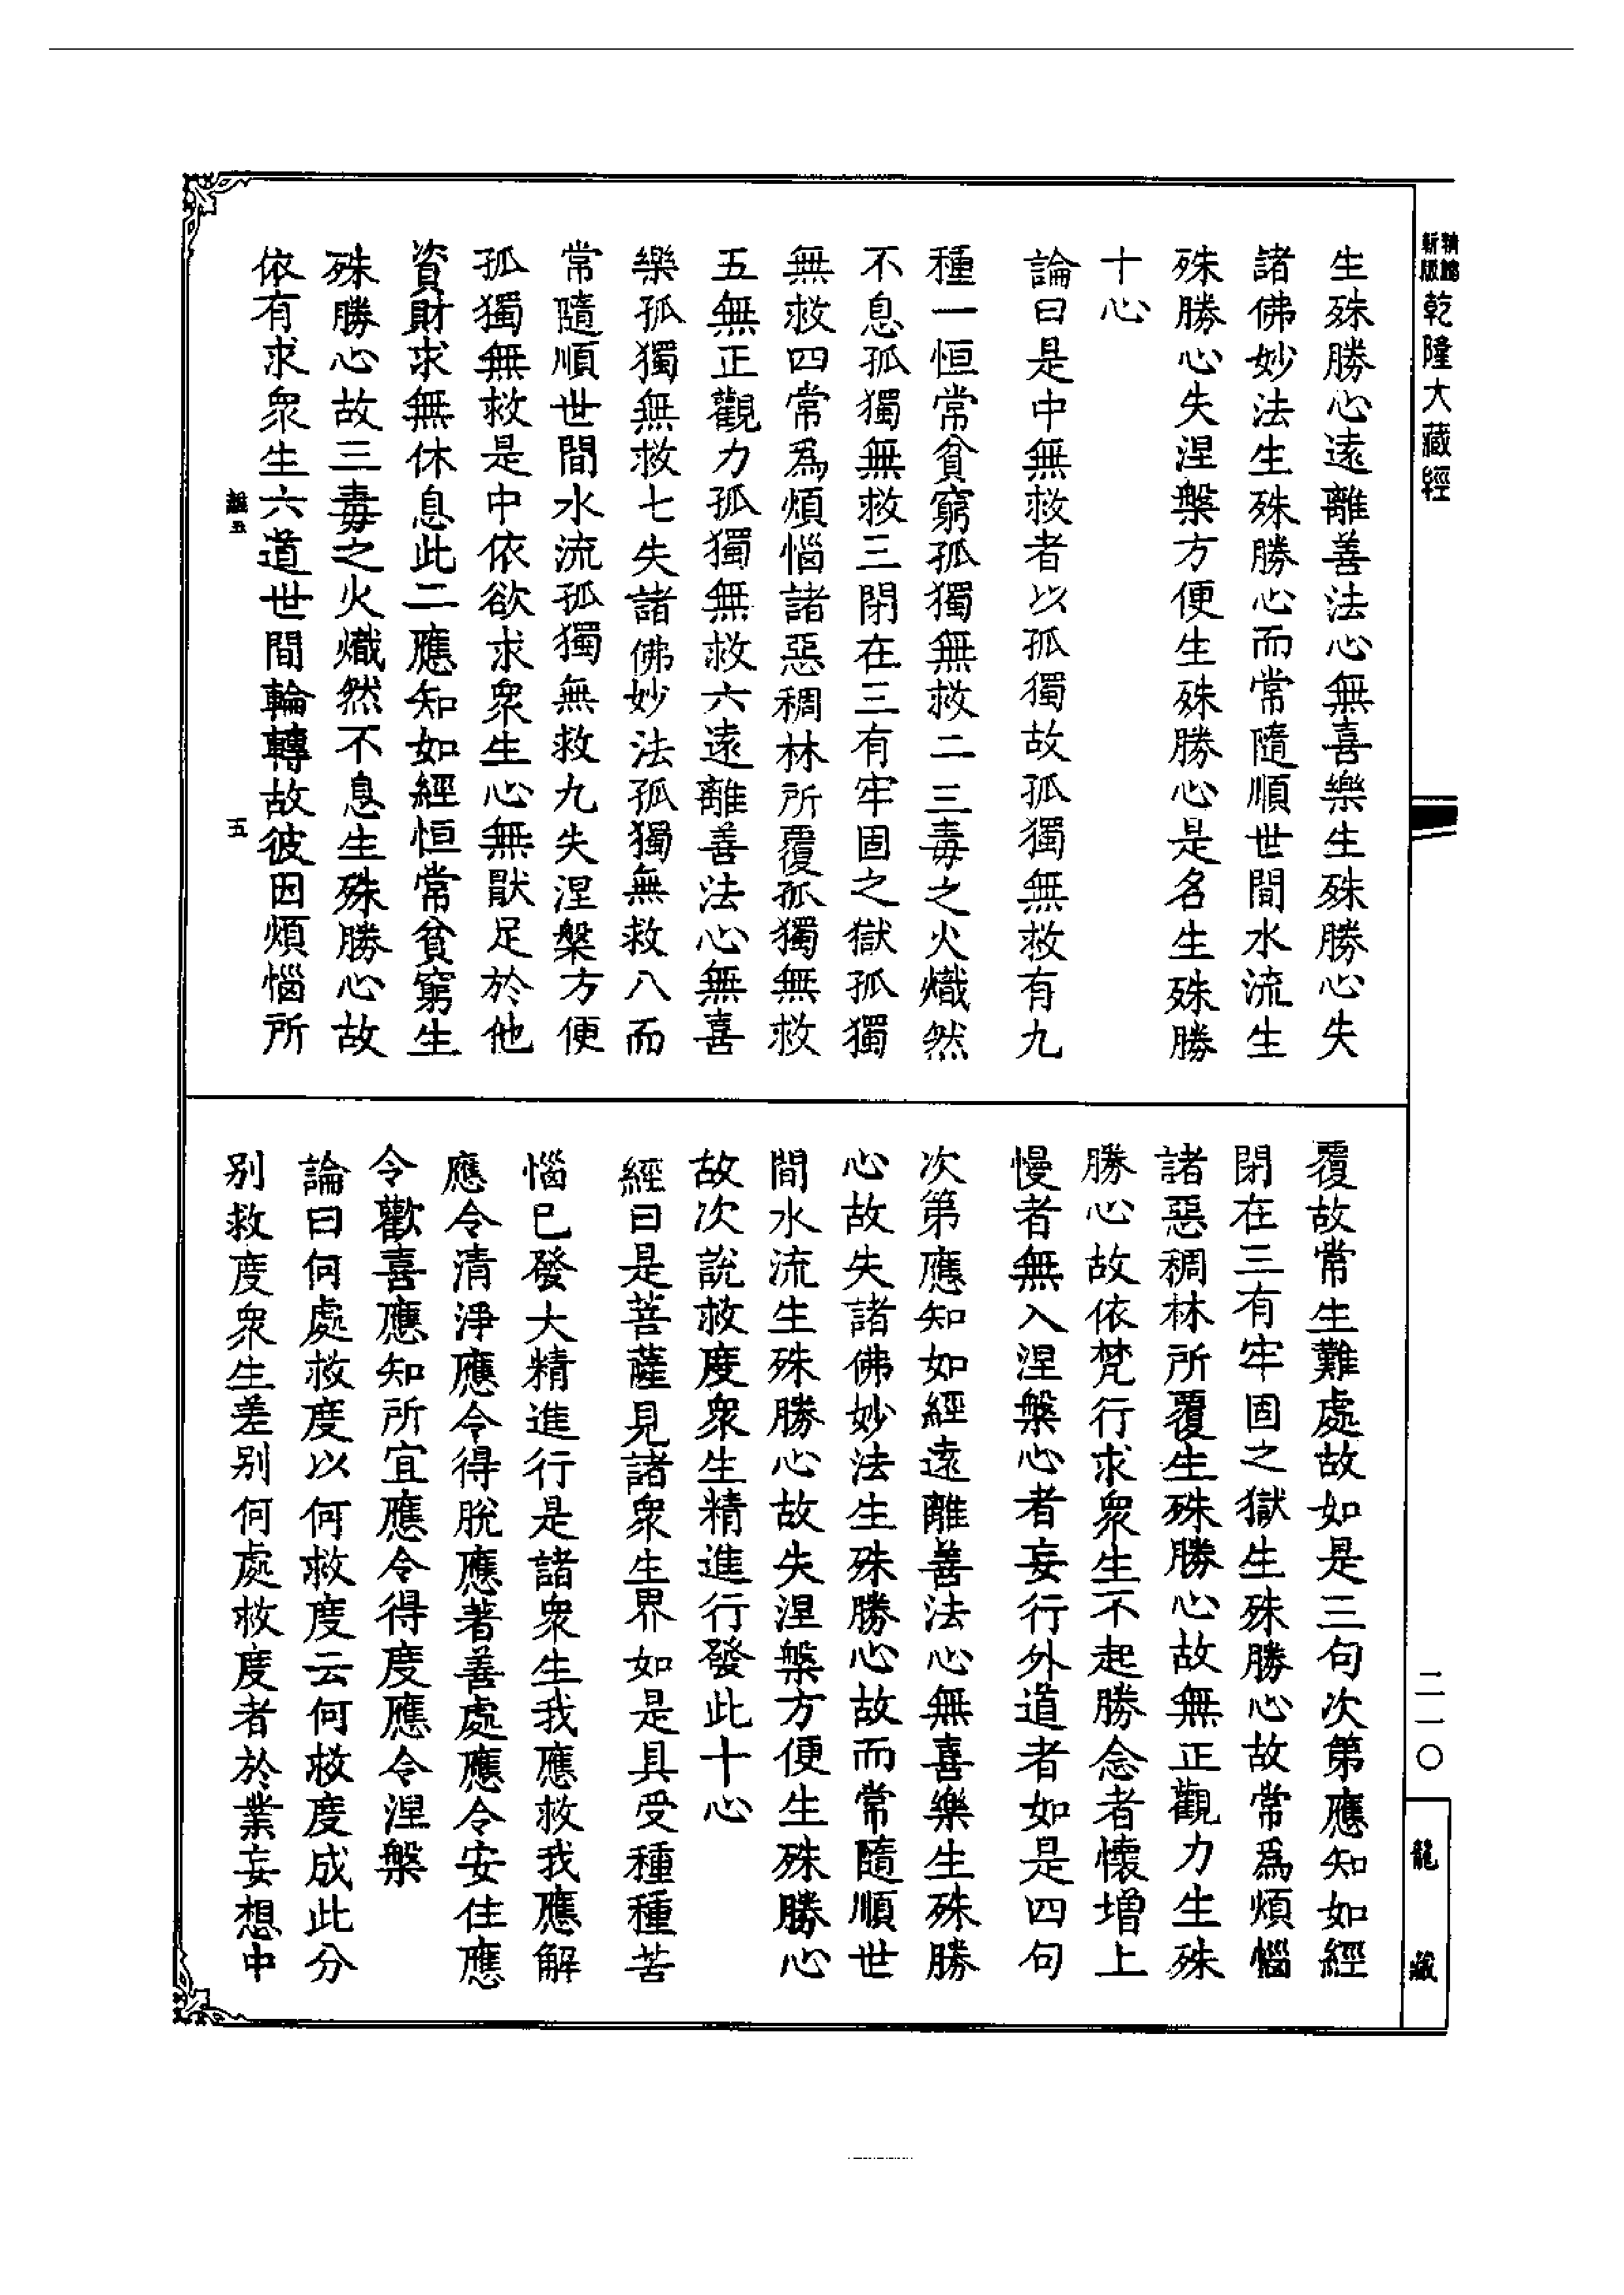 精緻
新版
乾隆大藏經
生殊勝心遠離善法心無喜樂生殊勝心失
諸佛妙法生殊勝心而常隨順世間水流生
殊勝心失涅槃方便生殊勝心是名生殊勝
十心
論曰是中無救者以孤獨故孤獨無救有九
種一恒常貧窮孤獨無救二三毒之火熾然
不息孤獨無救三閉在三有牢固之獄孤獨
無救四常爲煩惱諸惡稠林所覆孤獨無救
五無正觀力孤獨無救六遠離善法心無喜
樂孤獨無救七失諸佛妙法孤獨無救八而
常隨順世間水流孤獨無救九失涅槃方便
孤獨無救是中依欲求衆生心無猒足於他
資財求無休息此二應知如經恒常貧窮生
殊勝心故三毒之火熾然不息生殊勝心故
依有求衆生六道世間輪轉故彼因煩惱所
五
覆故常生難處故如是三句次第應知如經
閉在三有牢固之獄生殊勝心故常爲煩惱
諸惡稠林所覆生殊勝心故無正觀力生殊
勝心故依梵行求衆生不起勝念者懷增上
慢者無入涅槃心者妄行外道者如是四句
次第應知如經遠離善法心無喜樂生殊勝
心故失諸佛妙法生殊勝心故而常隨順世
間水流生殊勝心故失涅槃方便生殊勝心
故次說救度衆生精進行發此十心
經曰是菩薩見諸衆生界如是具受種種苦
惱已發大精進行是諸衆生我應救我應解
應令清淨應令得脫應著善處應令安住應
令歡喜應知所宜應令得度應令涅槃
論曰何處救度以何救度云何救度成此分
別救度衆生差別何處救度者於業妄想中
二一〇
龍藏